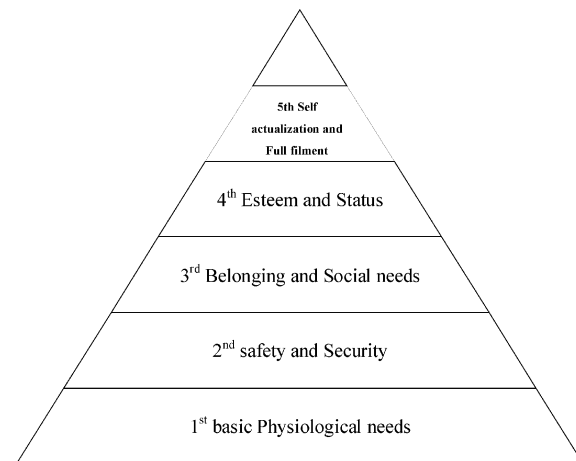 5th Self
actualization and
Full filment
4th Esteem and Status
3rd Belonging and Social needs
2nd safety and Security
1st basic Physiological needs